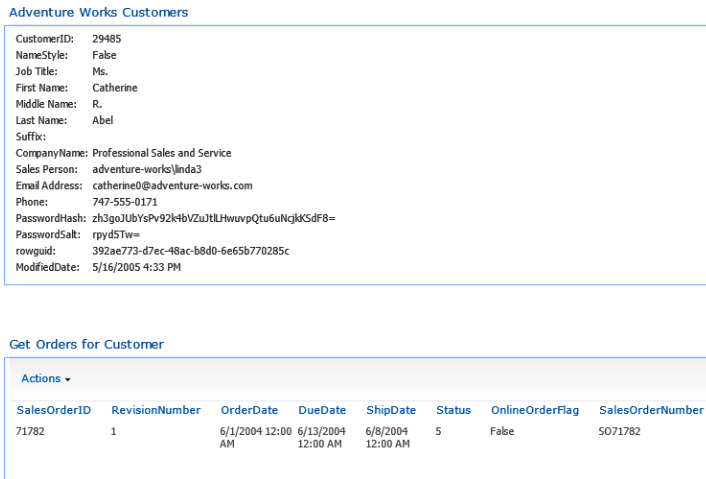 Adventure Works Customers
CustomerID: 29485
NameStyle: False
Job Title: Ms.
First Name: Catherine
Middle Name: R.
Last Name: Abel
Suffix:
CompanyName: Professional Sales and Service
Sales Person: adventure-works\linda3
Email Address: catherine0@adventure-works.com
Phone: 747-555-0171
PasswordHash: zh3goJUbYsPv92k4bVZuJtlLHwuvpQtu6uNcjkKSdF8=
PasswordSalt: rpyd5Tw=
rowguid: 392ae773-d7ec-48ac-b8d0-6e65b770285c
ModifiedDate: 5/16/2005 4:33 PM
Get Orders for Customer
Actions
SalesOrderID RevisionNumber OrderDate DueDate ShipDate Status OnlineOrderFlag SalesOrderNumber
71782 1 6/1/2004 12:00 6/13/2004 6/8/2004 5 False SO71782
AM 12:00 AM 12:00 AM